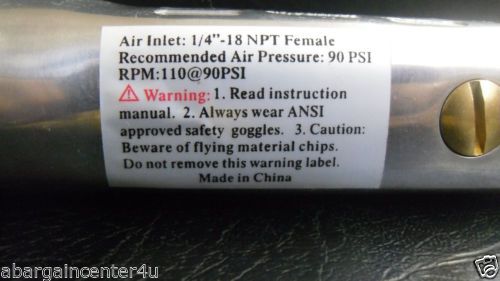 Air Inlet: 1/4"-18 NPT Female
Recommended Air Pressure: 90 PSI
RPM:110@90PSI
⚠ Warning: 1. Read instruction
manual. 2. Always wear ANSI
approved safety goggles. 3. Caution:
Beware of flying material chips.
Do not remove this warning label.
Made in China
abargaincenter4u
abargaincenter4u